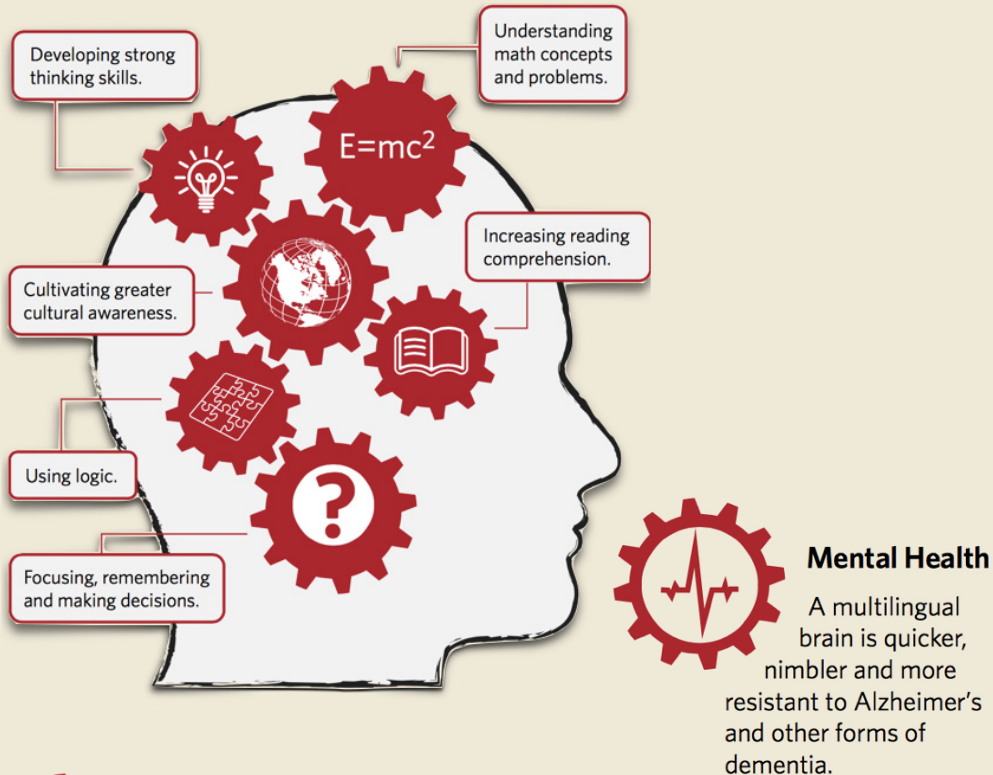 Developing strong
thinking skills.
Understanding
math concepts
and problems.
E=mc²
Increasing reading
comprehension.
Cultivating greater
cultural awareness.
Using logic.
?
Focusing, remembering
and making decisions.
Mental Health
A multilingual
brain is quicker,
nimbler and more
resistant to Alzheimer’s
and other forms of
dementia.